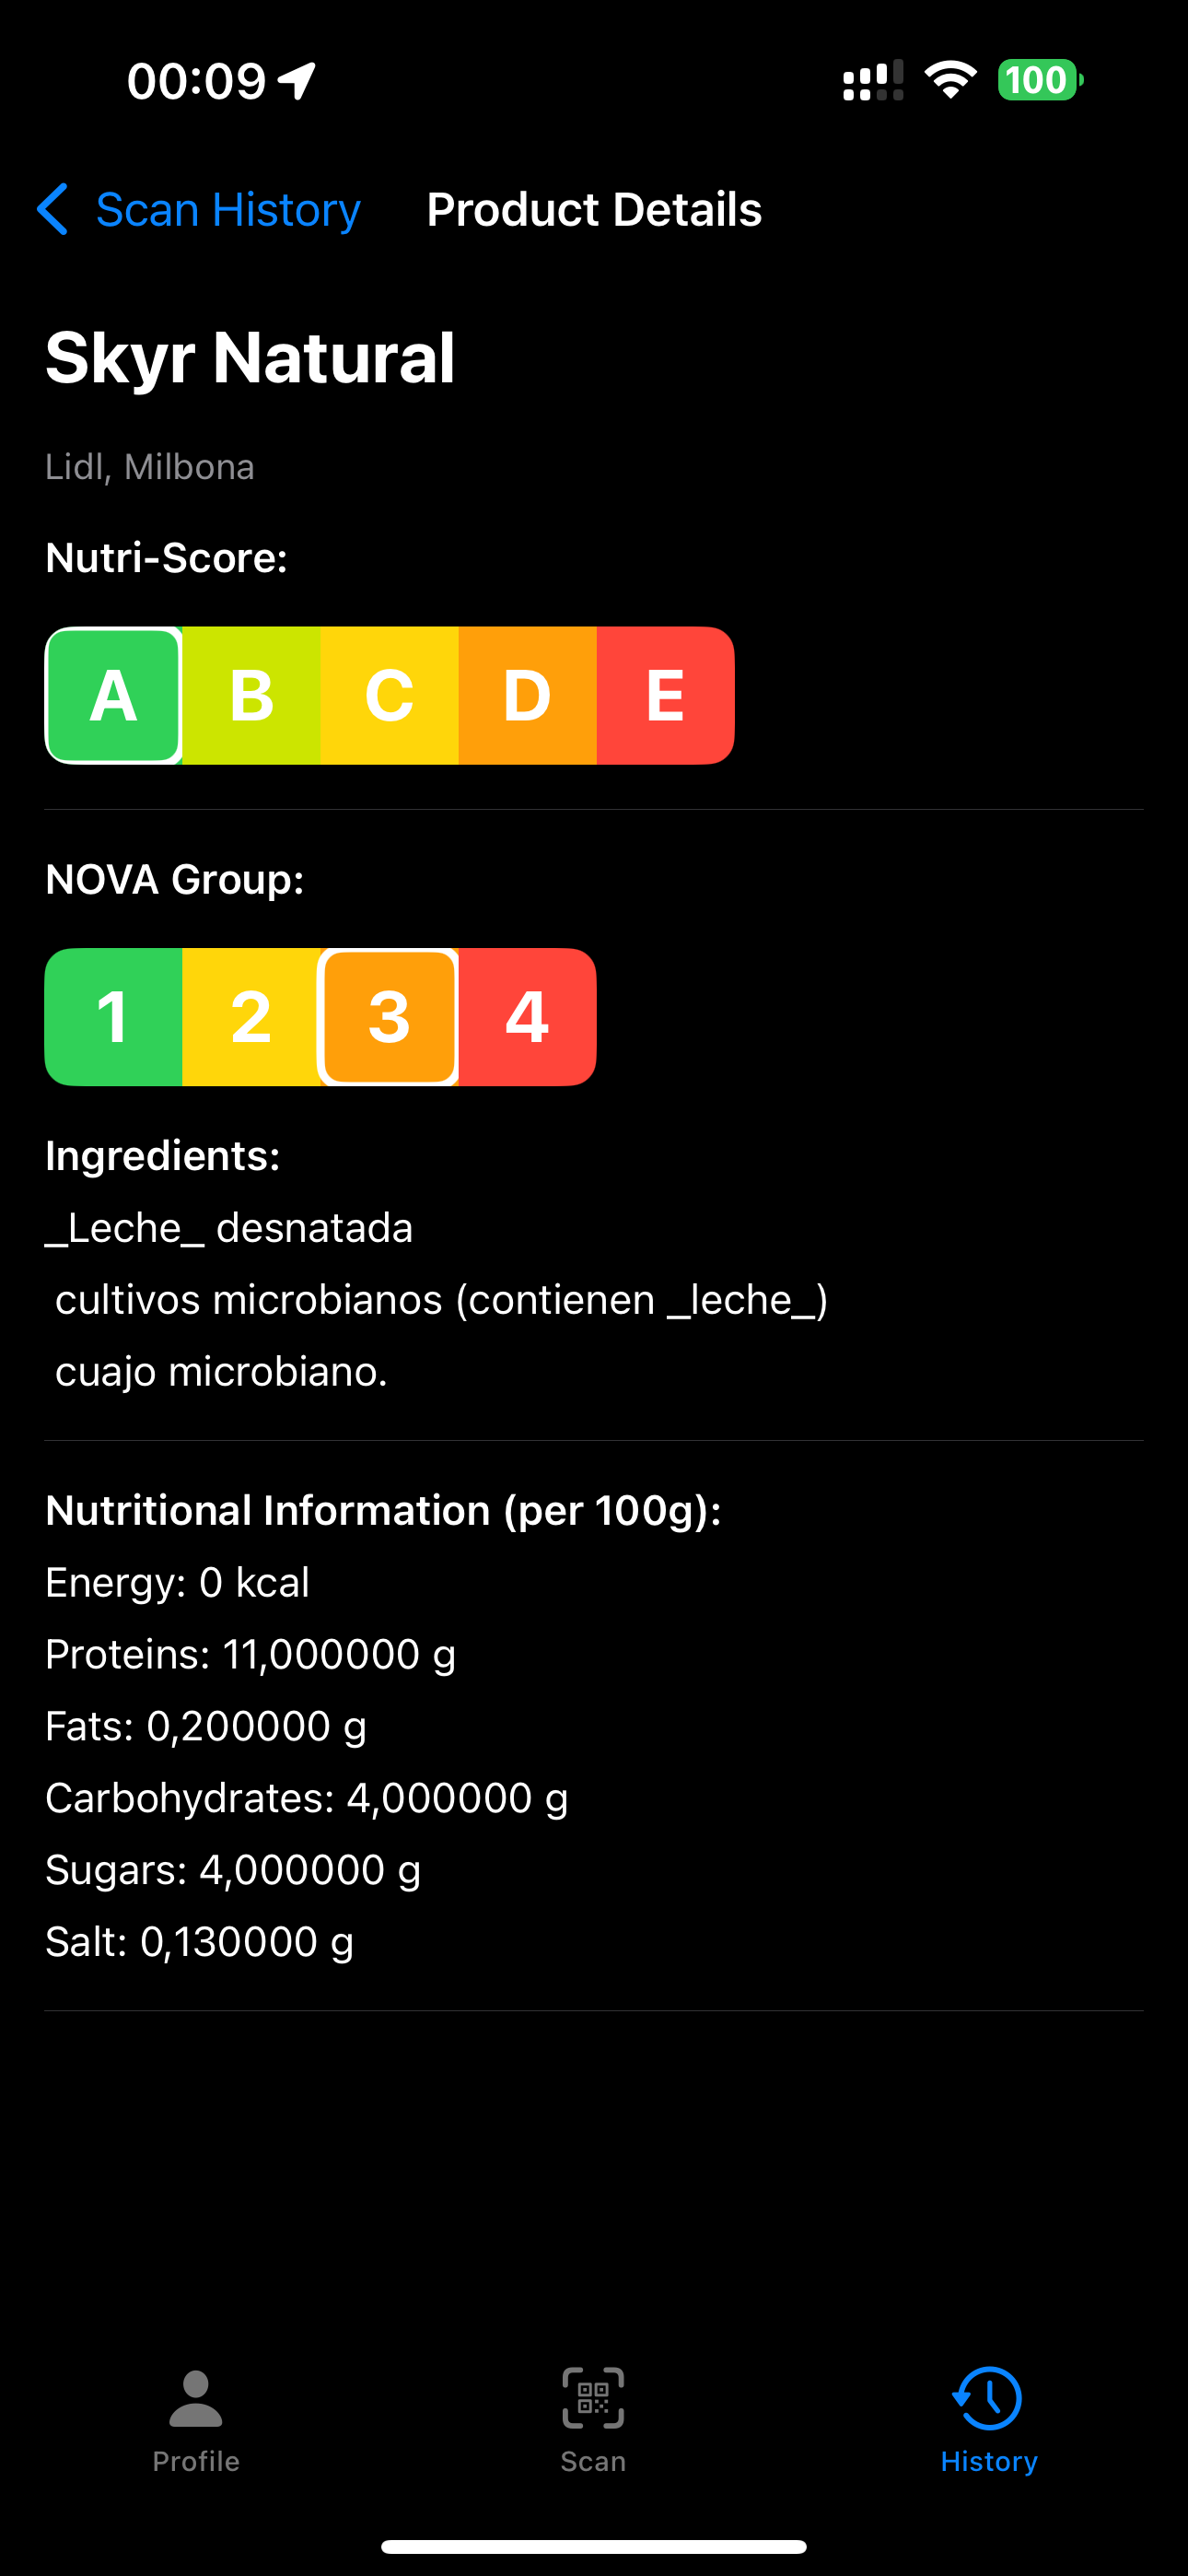 00:09
100
Scan History Product Details
Skyr Natural
Lidl, Milbona
Nutri-Score:
A B C D E
NOVA Group:
1 2 3 4
Ingredients:
_Leche_ desnatada
cultivos microbianos (contienen _leche_)
cuajo microbiano.
Nutritional Information (per 100g):
Energy: 0 kcal
Proteins: 11,000000 g
Fats: 0,200000 g
Carbohydrates: 4,000000 g
Sugars: 4,000000 g
Salt: 0,130000 g
Profile Scan History